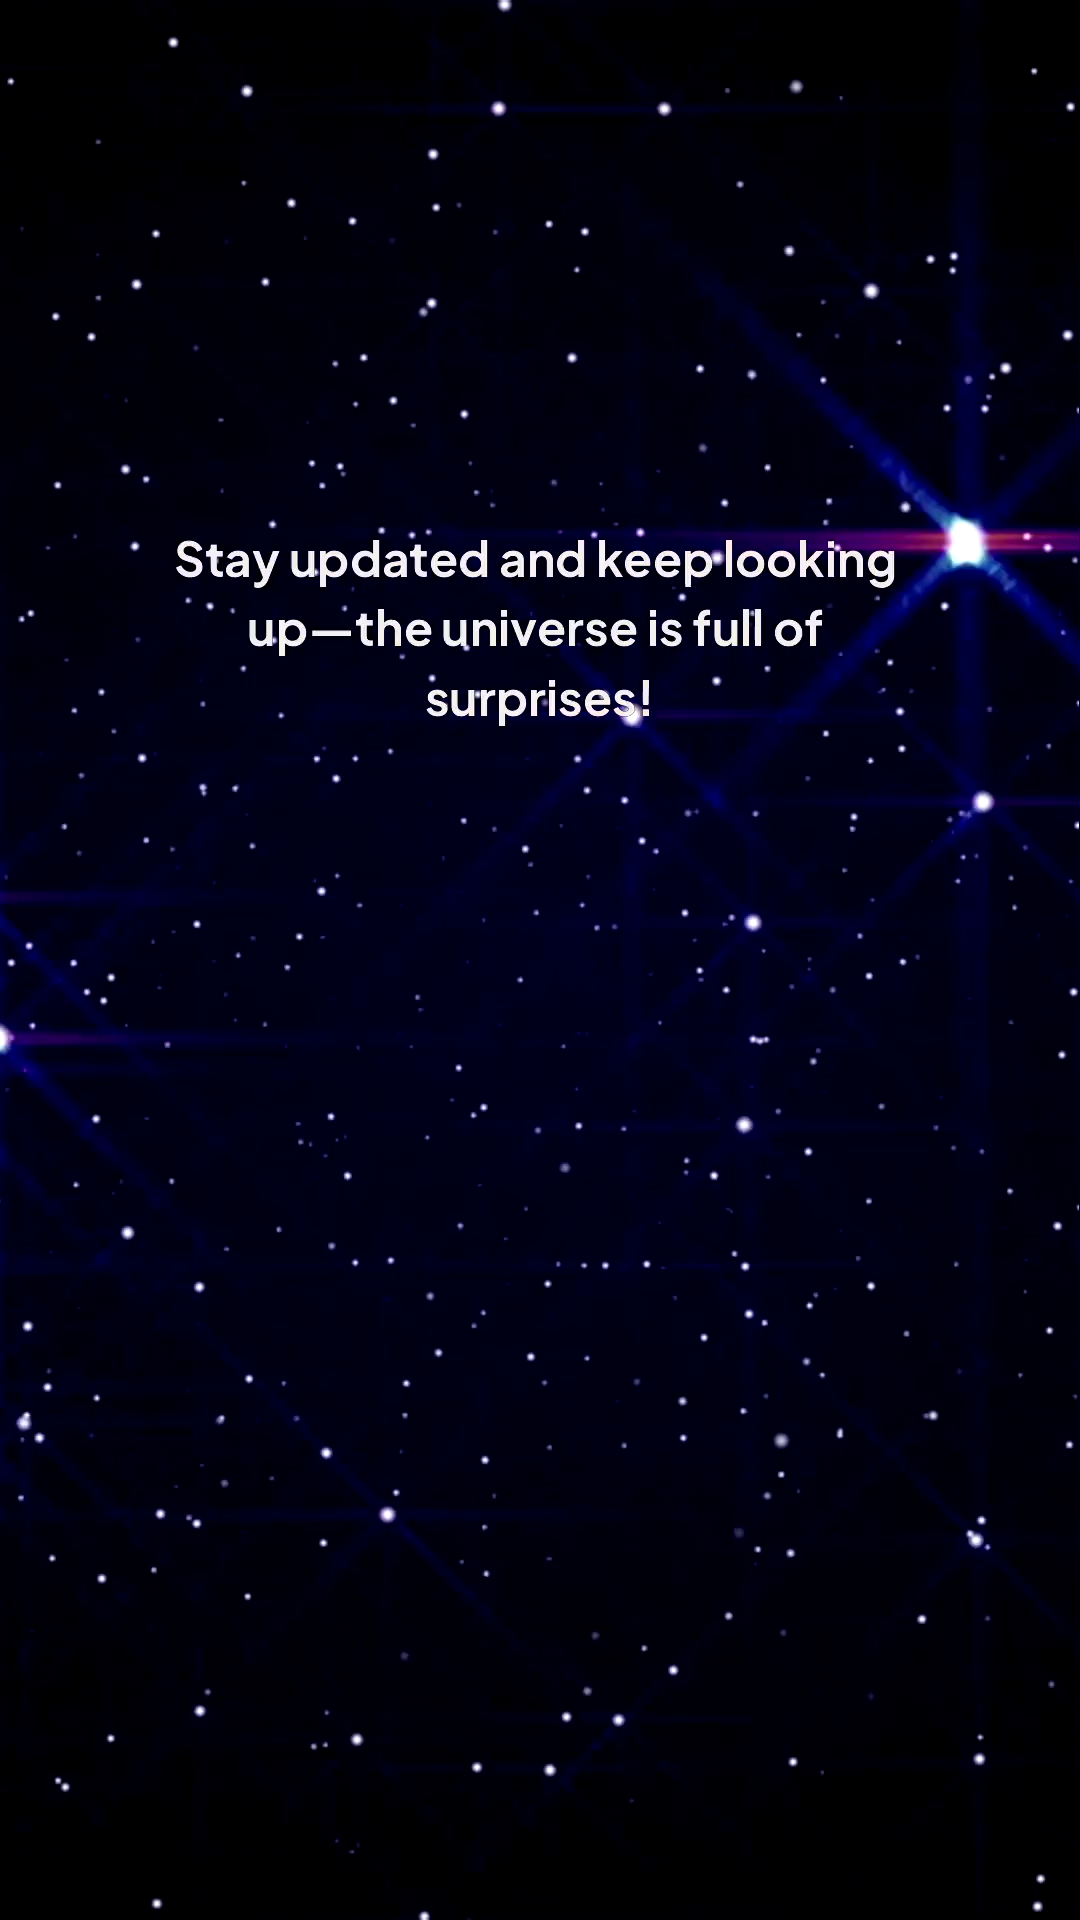 Stay updated and keep looking
up—the universe is full of
surprises!